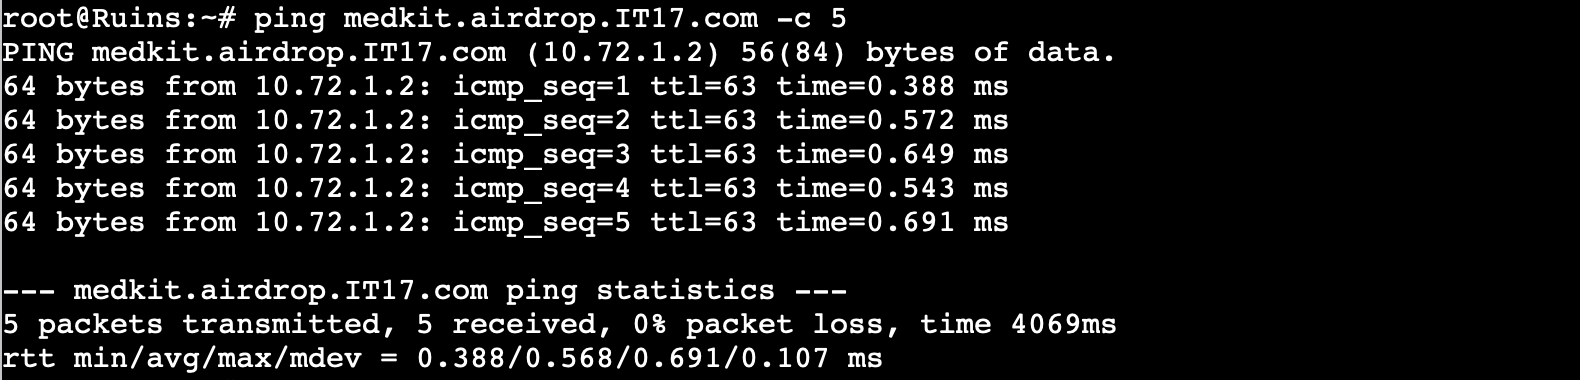 root@Ruins:~# ping medkit.airdrop.IT17.com -c 5
PING medkit.airdrop.IT17.com (10.72.1.2) 56(84) bytes of data.
64 bytes from 10.72.1.2: icmp_seq=1 ttl=63 time=0.388 ms
64 bytes from 10.72.1.2: icmp_seq=2 ttl=63 time=0.572 ms
64 bytes from 10.72.1.2: icmp_seq=3 ttl=63 time=0.649 ms
64 bytes from 10.72.1.2: icmp_seq=4 ttl=63 time=0.543 ms
64 bytes from 10.72.1.2: icmp_seq=5 ttl=63 time=0.691 ms

--- medkit.airdrop.IT17.com ping statistics ---
5 packets transmitted, 5 received, 0% packet loss, time 4069ms
rtt min/avg/max/mdev = 0.388/0.568/0.691/0.107 ms